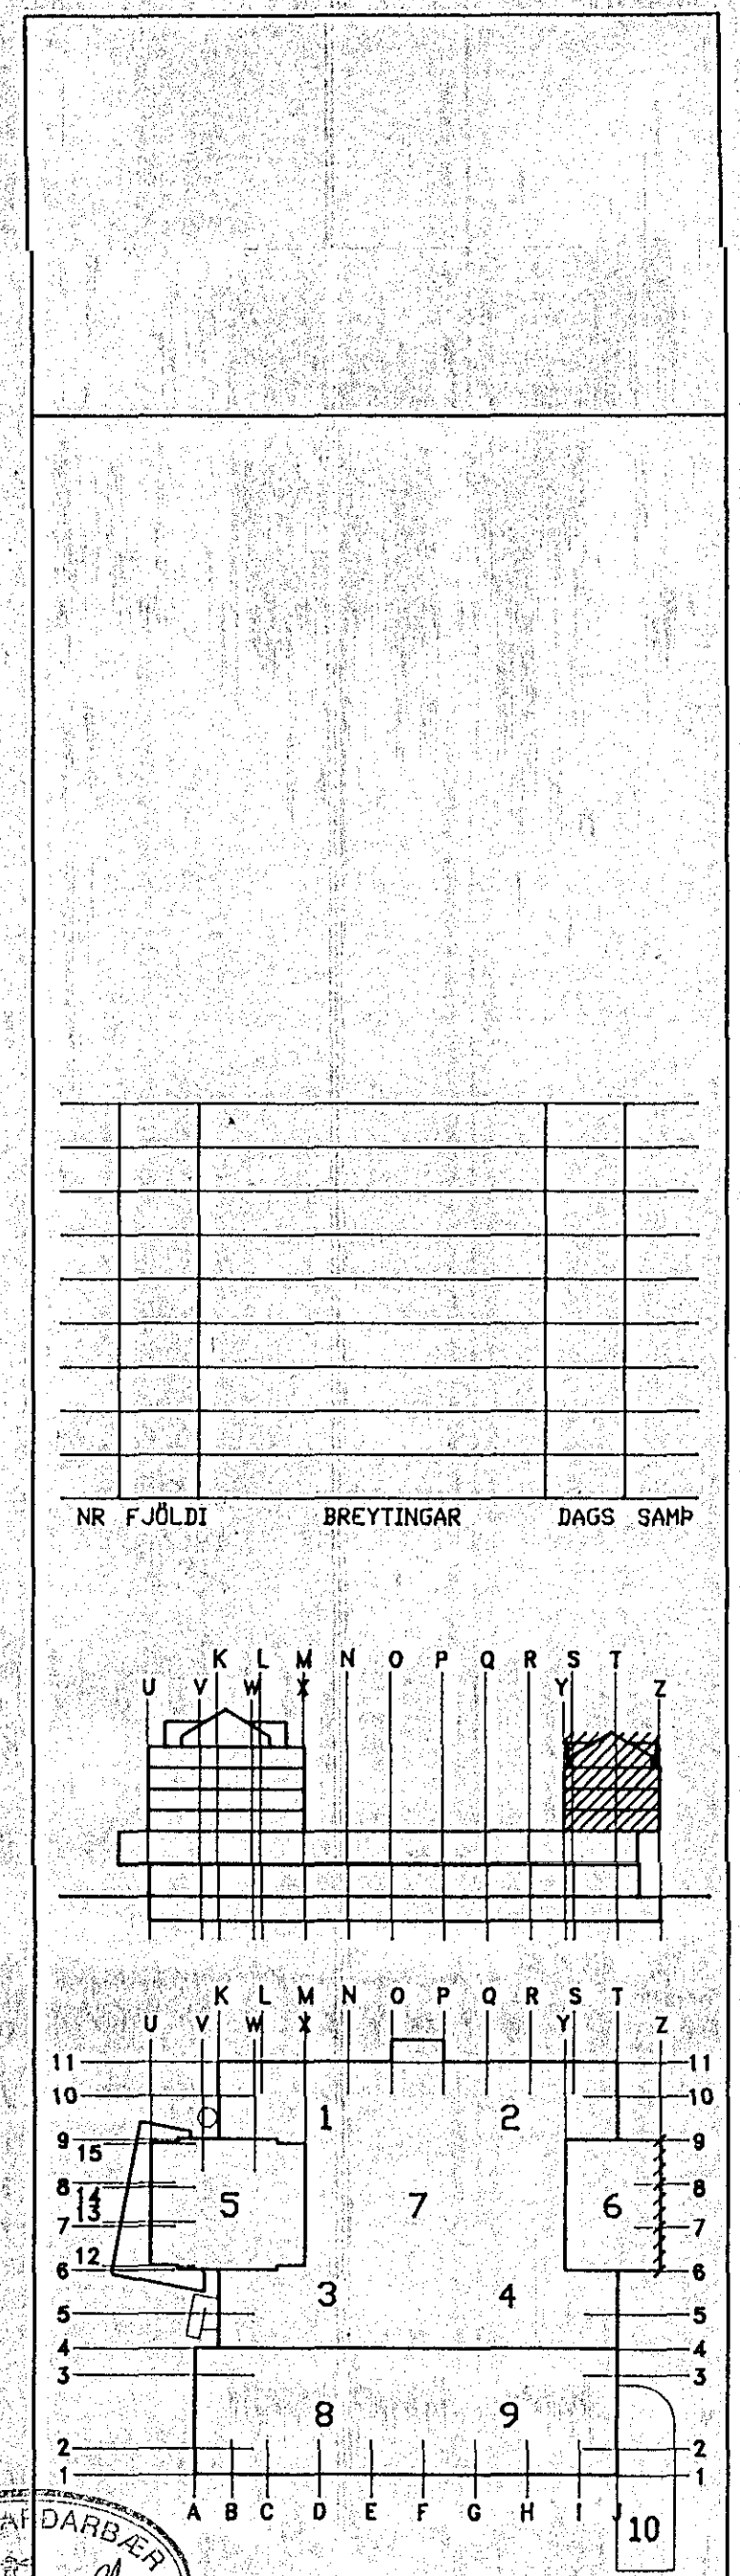 NR FJÖLDI BREYTINGAR DAGS SAMÞ
K L M N O P Q R S T
U V W X Y Z
K L M N O P Q R S T
U V W X Y Z
11 11
10 1 2 10
9 9
15
8 8
14 5 7 6
13
7 7
12
6 6
3 4
5 5
4 4
3 3
8 9
2 2
1 1
A B C D E F G H I J
10
ARÐARBÆR